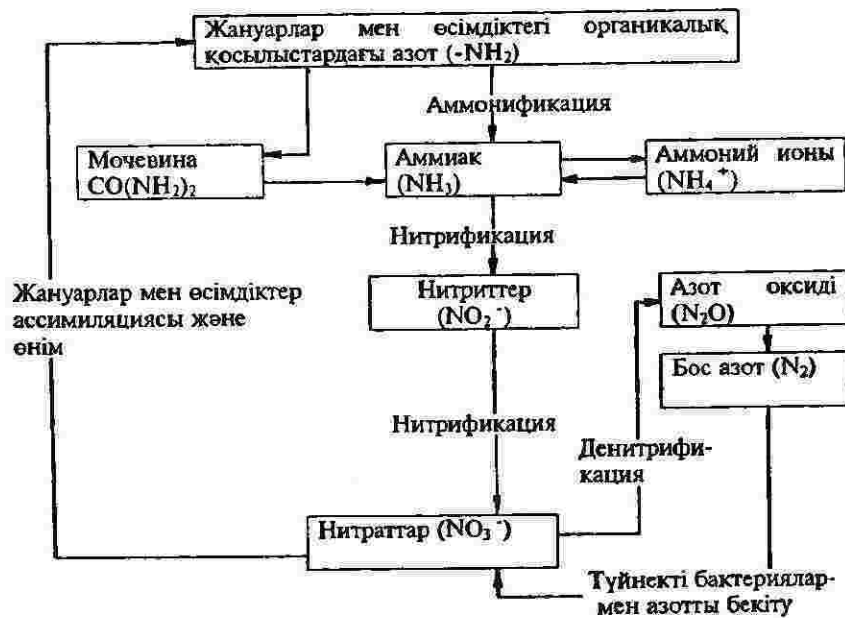 Жануарлар мен өсімдіктегі органикалық
қосылыстардағы азот (-NH₂)
Аммонификация
Мочевина
CO(NH₂)₂
Аммиак
(NH₃)
Аммоний ионы
(NH₄⁺)
Нитрификация
Жануарлар мен өсімдіктер
ассимиляциясы және
өнім
Нитриттер
(NO₂⁻)
Азот оксиді
(N₂O)
Бос азот (N₂)
Нитрификация
Денитрифи-
кация
Нитраттар (NO₃⁻)
Түйнекті бактериялар-
мен азотты бекіту